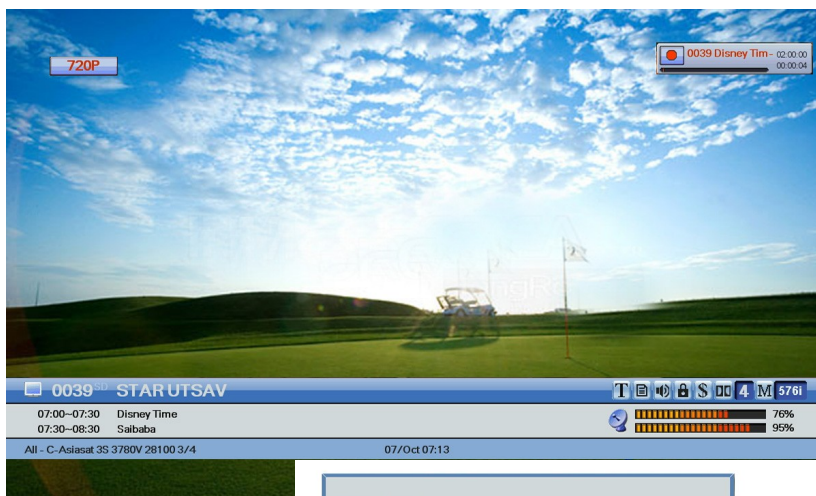 720P
0039 Disney Tim - 02:00:00
00:00:04
0039 SD STAR UTSAV
T $ 4 M 576i
07:00~07:30 Disney Time
76%
07:30~08:30 Saibaba
95%
All - C-Asiasat 3S 3780V 28100 3/4
07/Oct 07:13